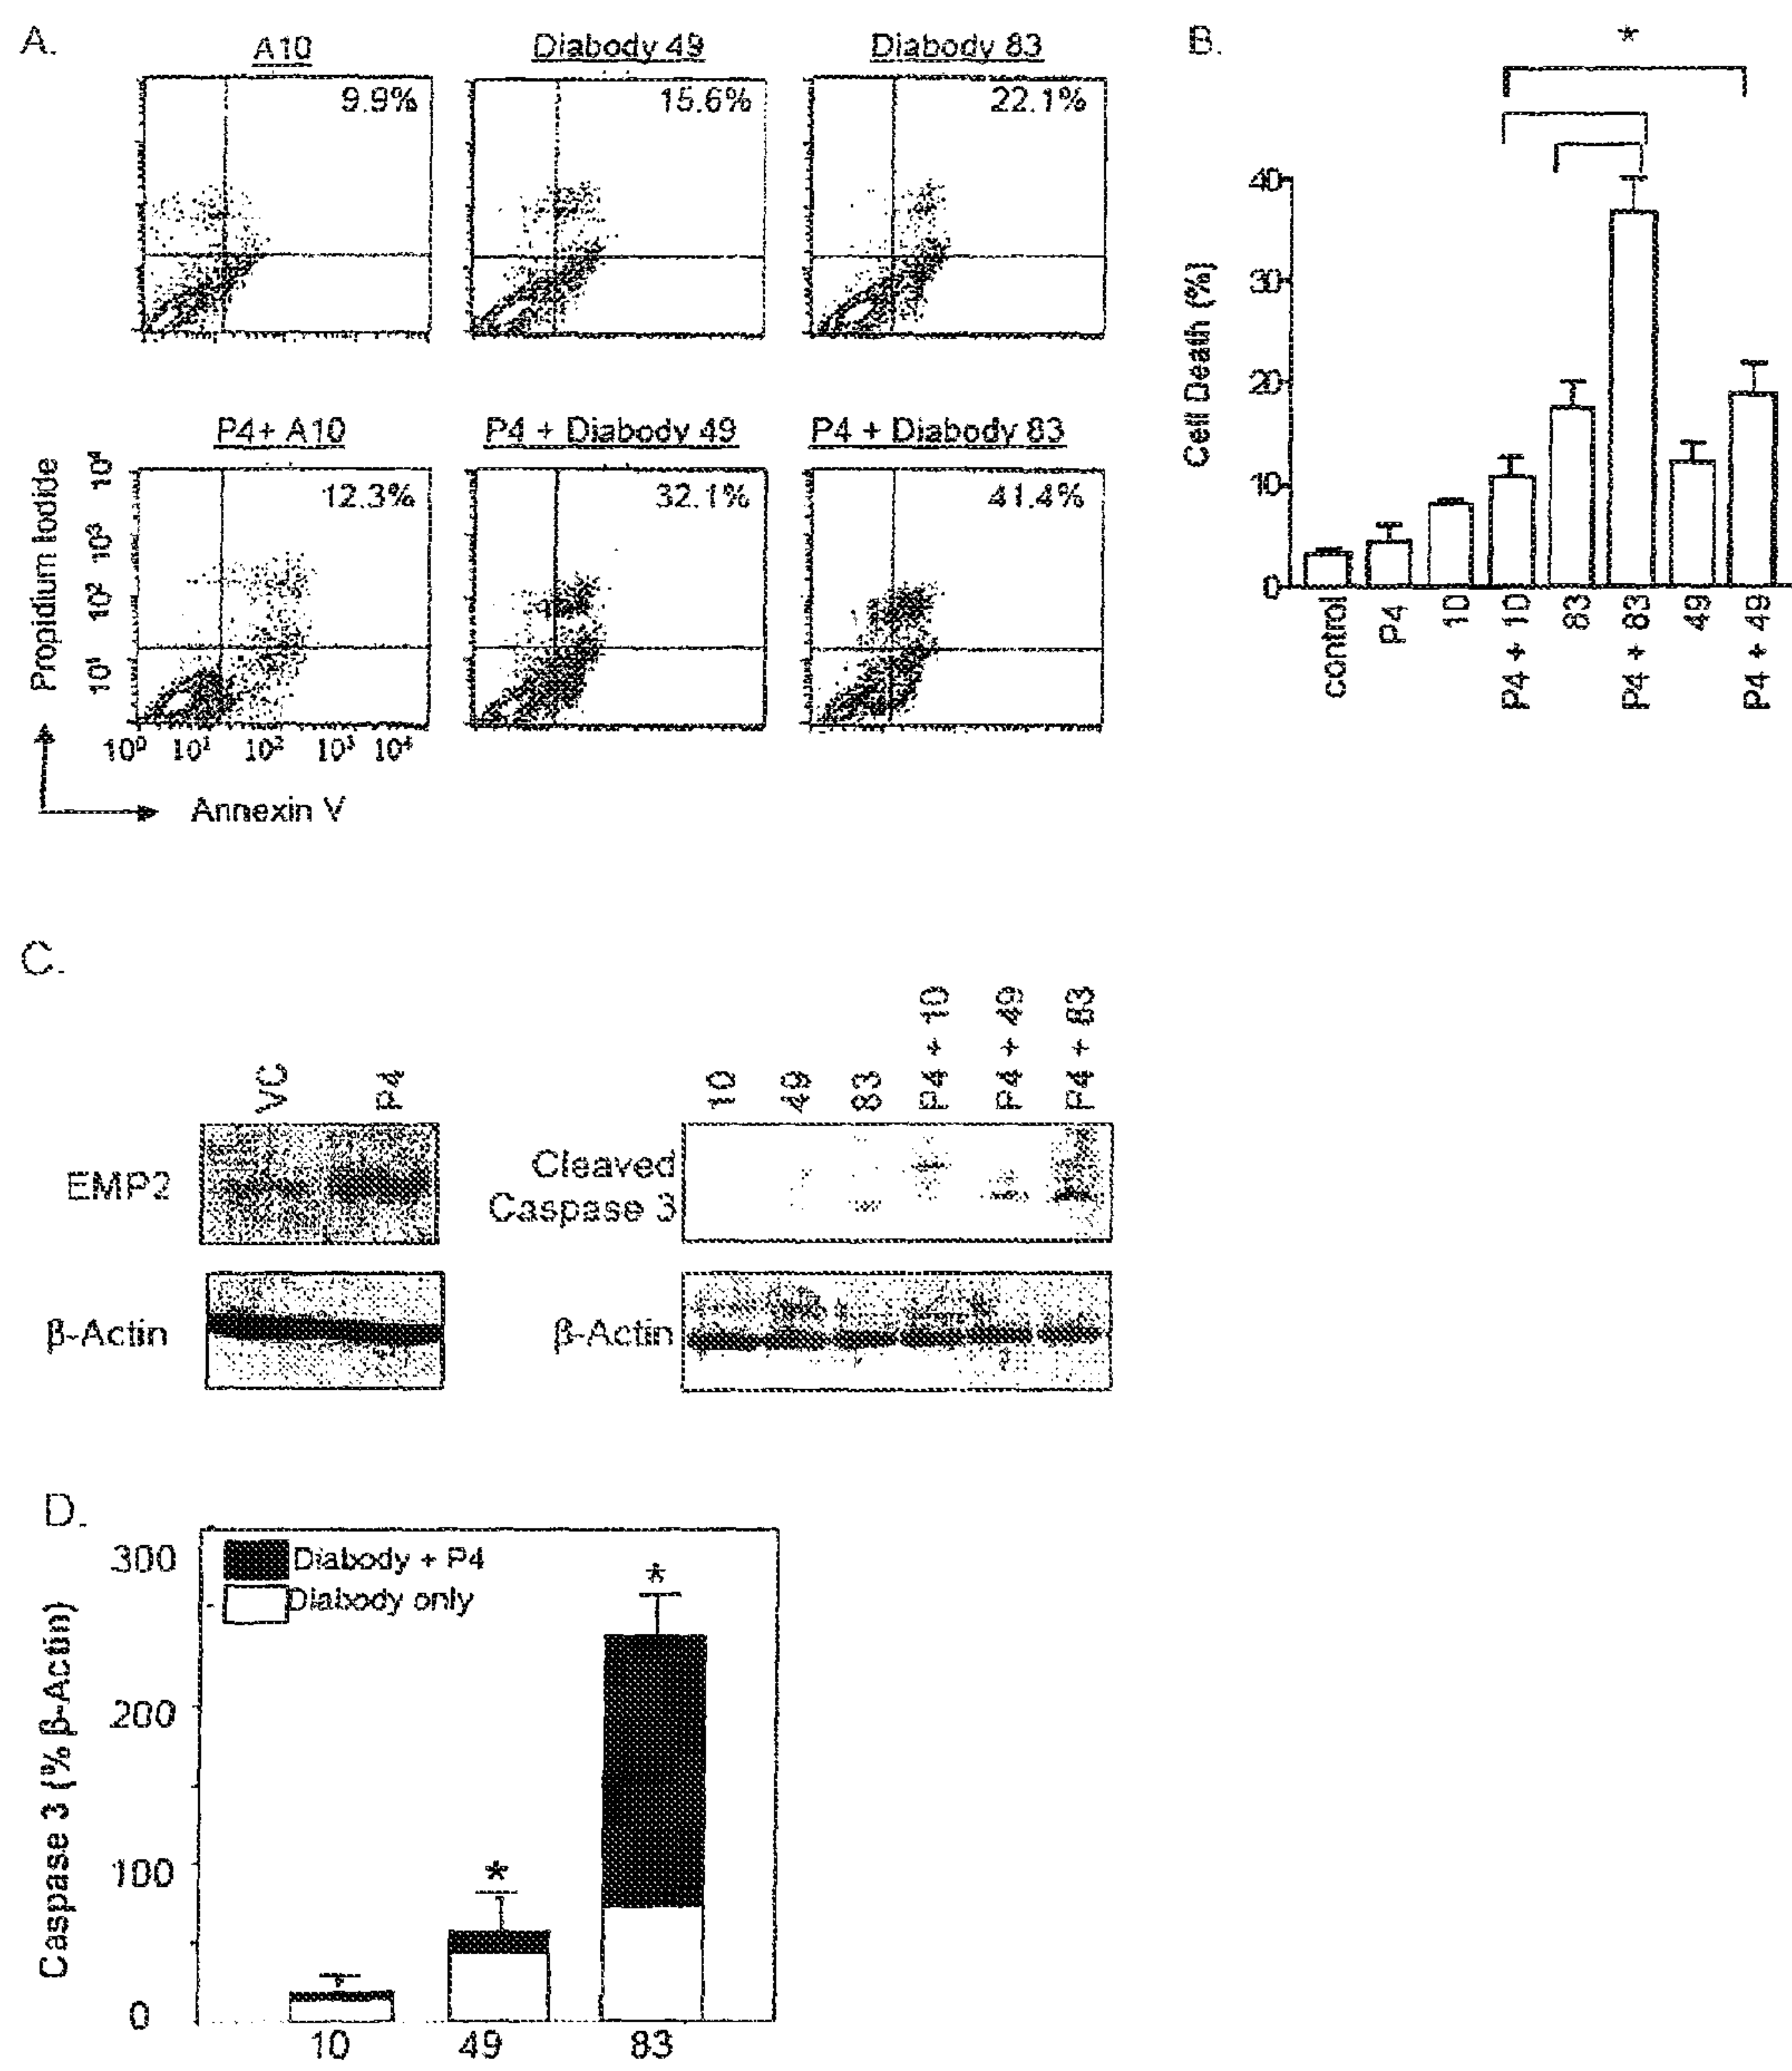 A.
A10
Diabody 49
Diabody 83
9.9%
15.6%
22.1%
P4+ A10
P4 + Diabody 49
P4 + Diabody 83
12.3%
32.1%
41.4%
Propidium Iodide
10⁴
10³
10²
10¹
10⁰ 10¹ 10² 10³ 10⁴
Annexin V
B.
*
Cell Death (%)
40
30
20
10
0
control
P4
10
P4 + 10
83
P4 + 83
49
P4 + 49
C.
VC
P4
EMP2
β-Actin
10
49
83
P4 + 10
P4 + 49
P4 + 83
Cleaved
Caspase 3
β-Actin
D.
Caspase 3 (% β-Actin)
300
200
100
0
Diabody + P4
Diabody only
*
*
10
49
83